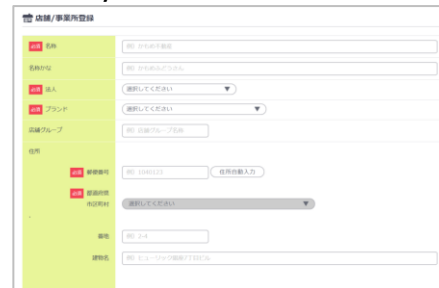 店舗/事業所登録
必須 名称 例) かもめ不動産
名称かな 例) かもめふどうさん
必須 法人 選択してください ▼
必須 ブランド 選択してください ▼
店舗グループ 例) 店舗グループ名称
住所
必須 郵便番号 例) 1040123 住所自動入力
必須 都道府県
市区町村 選択してください ▼
番地 例) 2-4
建物名